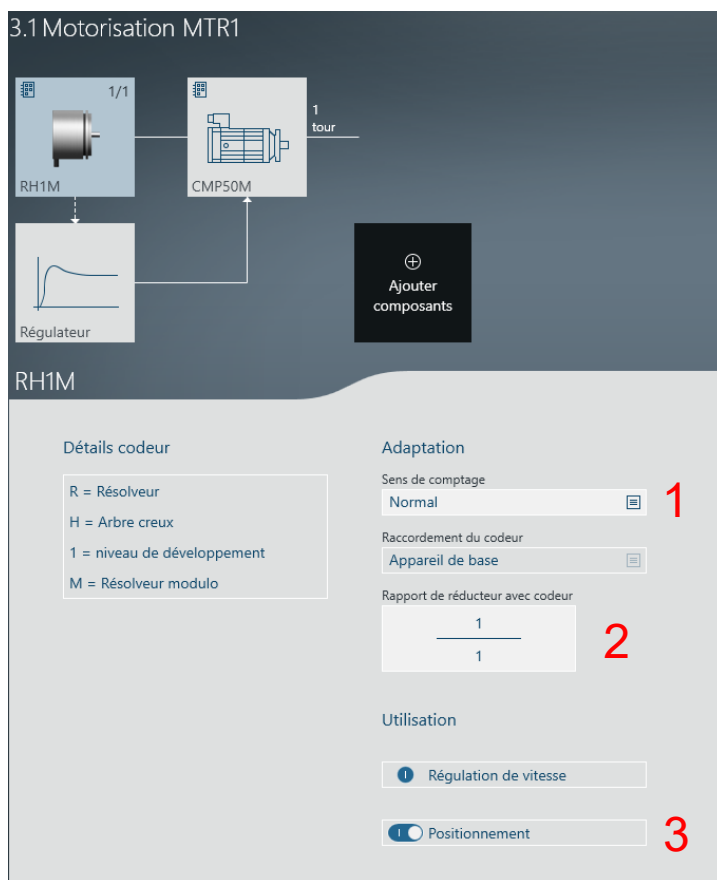 3.1 Motorisation MTR1
1/1
RH1M
CMP50M
1
tour
Régulateur
Ajouter
composants
RH1M
Détails codeur
R = Résolveur
H = Arbre creux
1 = niveau de développement
M = Résolveur modulo
Adaptation
Sens de comptage
Normal
1
Raccordement du codeur
Appareil de base
Rapport de réducteur avec codeur
1
1
2
Utilisation
Régulation de vitesse
Positionnement
3